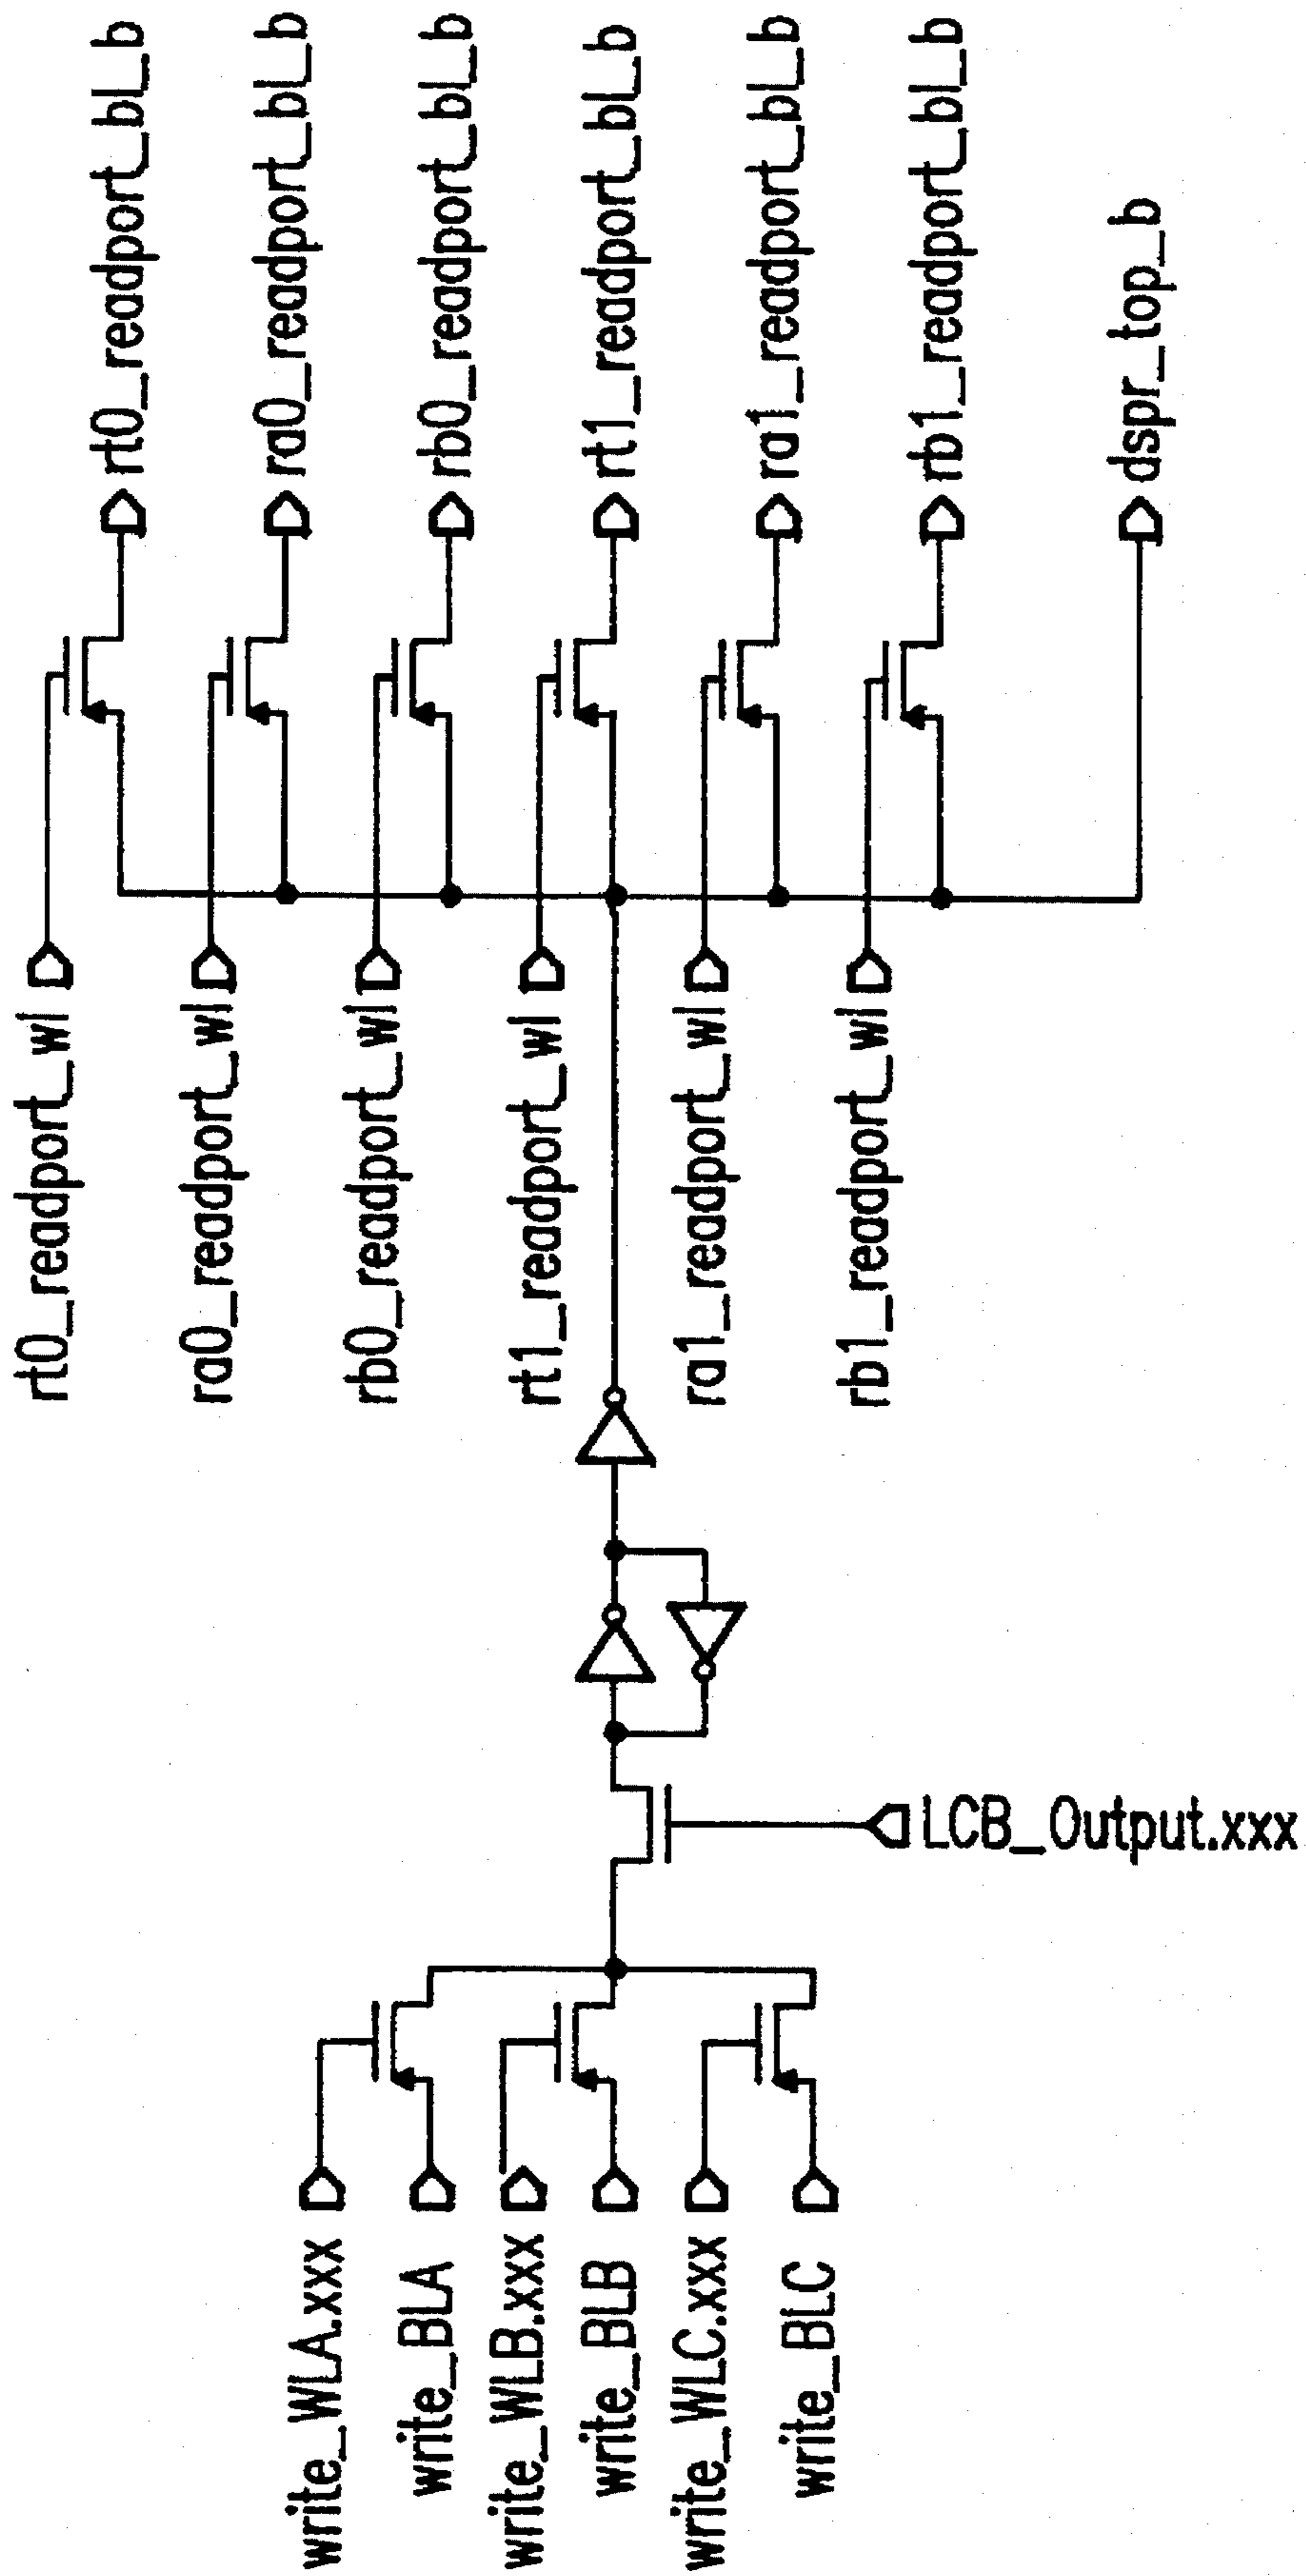 rt0_readport_wl
rt0_readport_bl_b
ra0_readport_wl
ra0_readport_bl_b
rb0_readport_wl
rb0_readport_bl_b
rt1_readport_wl
rt1_readport_bl_b
ra1_readport_wl
ra1_readport_bl_b
rb1_readport_wl
rb1_readport_bl_b
dspr_top_b
write_WLA.xxx
write_BLA
write_WLB.xxx
write_BLB
write_WLC.xxx
write_BLC
LCB_Output.xxx